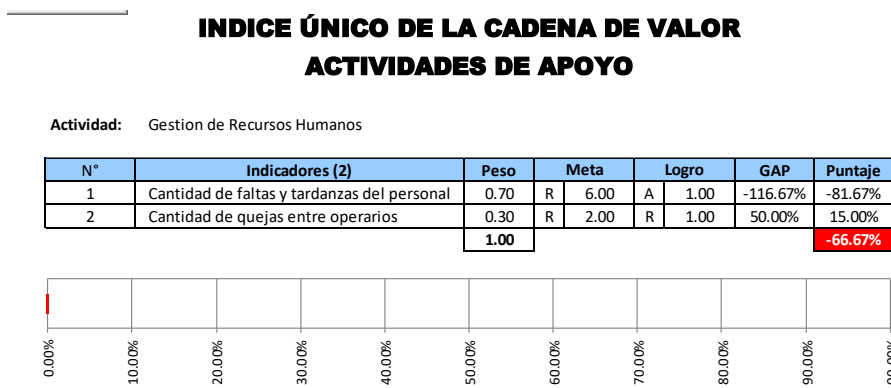 INDICE ÚNICO DE LA CADENA DE VALOR
ACTIVIDADES DE APOYO
Actividad: Gestion de Recursos Humanos
N° Indicadores (2) Peso Meta Logro GAP Puntaje
1 Cantidad de faltas y tardanzas del personal 0.70 R 6.00 A 1.00 -116.67% -81.67%
2 Cantidad de quejas entre operarios 0.30 R 2.00 R 1.00 50.00% 15.00%
1.00 -66.67%
0.00% 10.00% 20.00% 30.00% 40.00% 50.00% 60.00% 70.00% 80.00% 90.00%